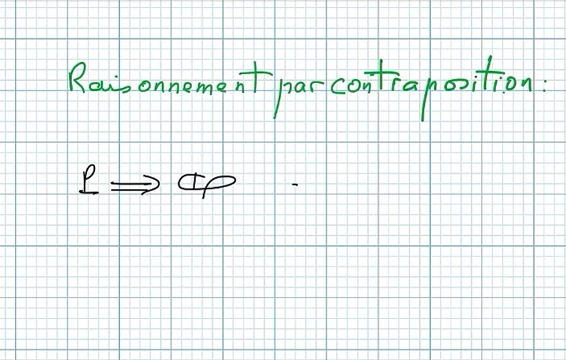 Raisonnement par contraposition :
P ⟹